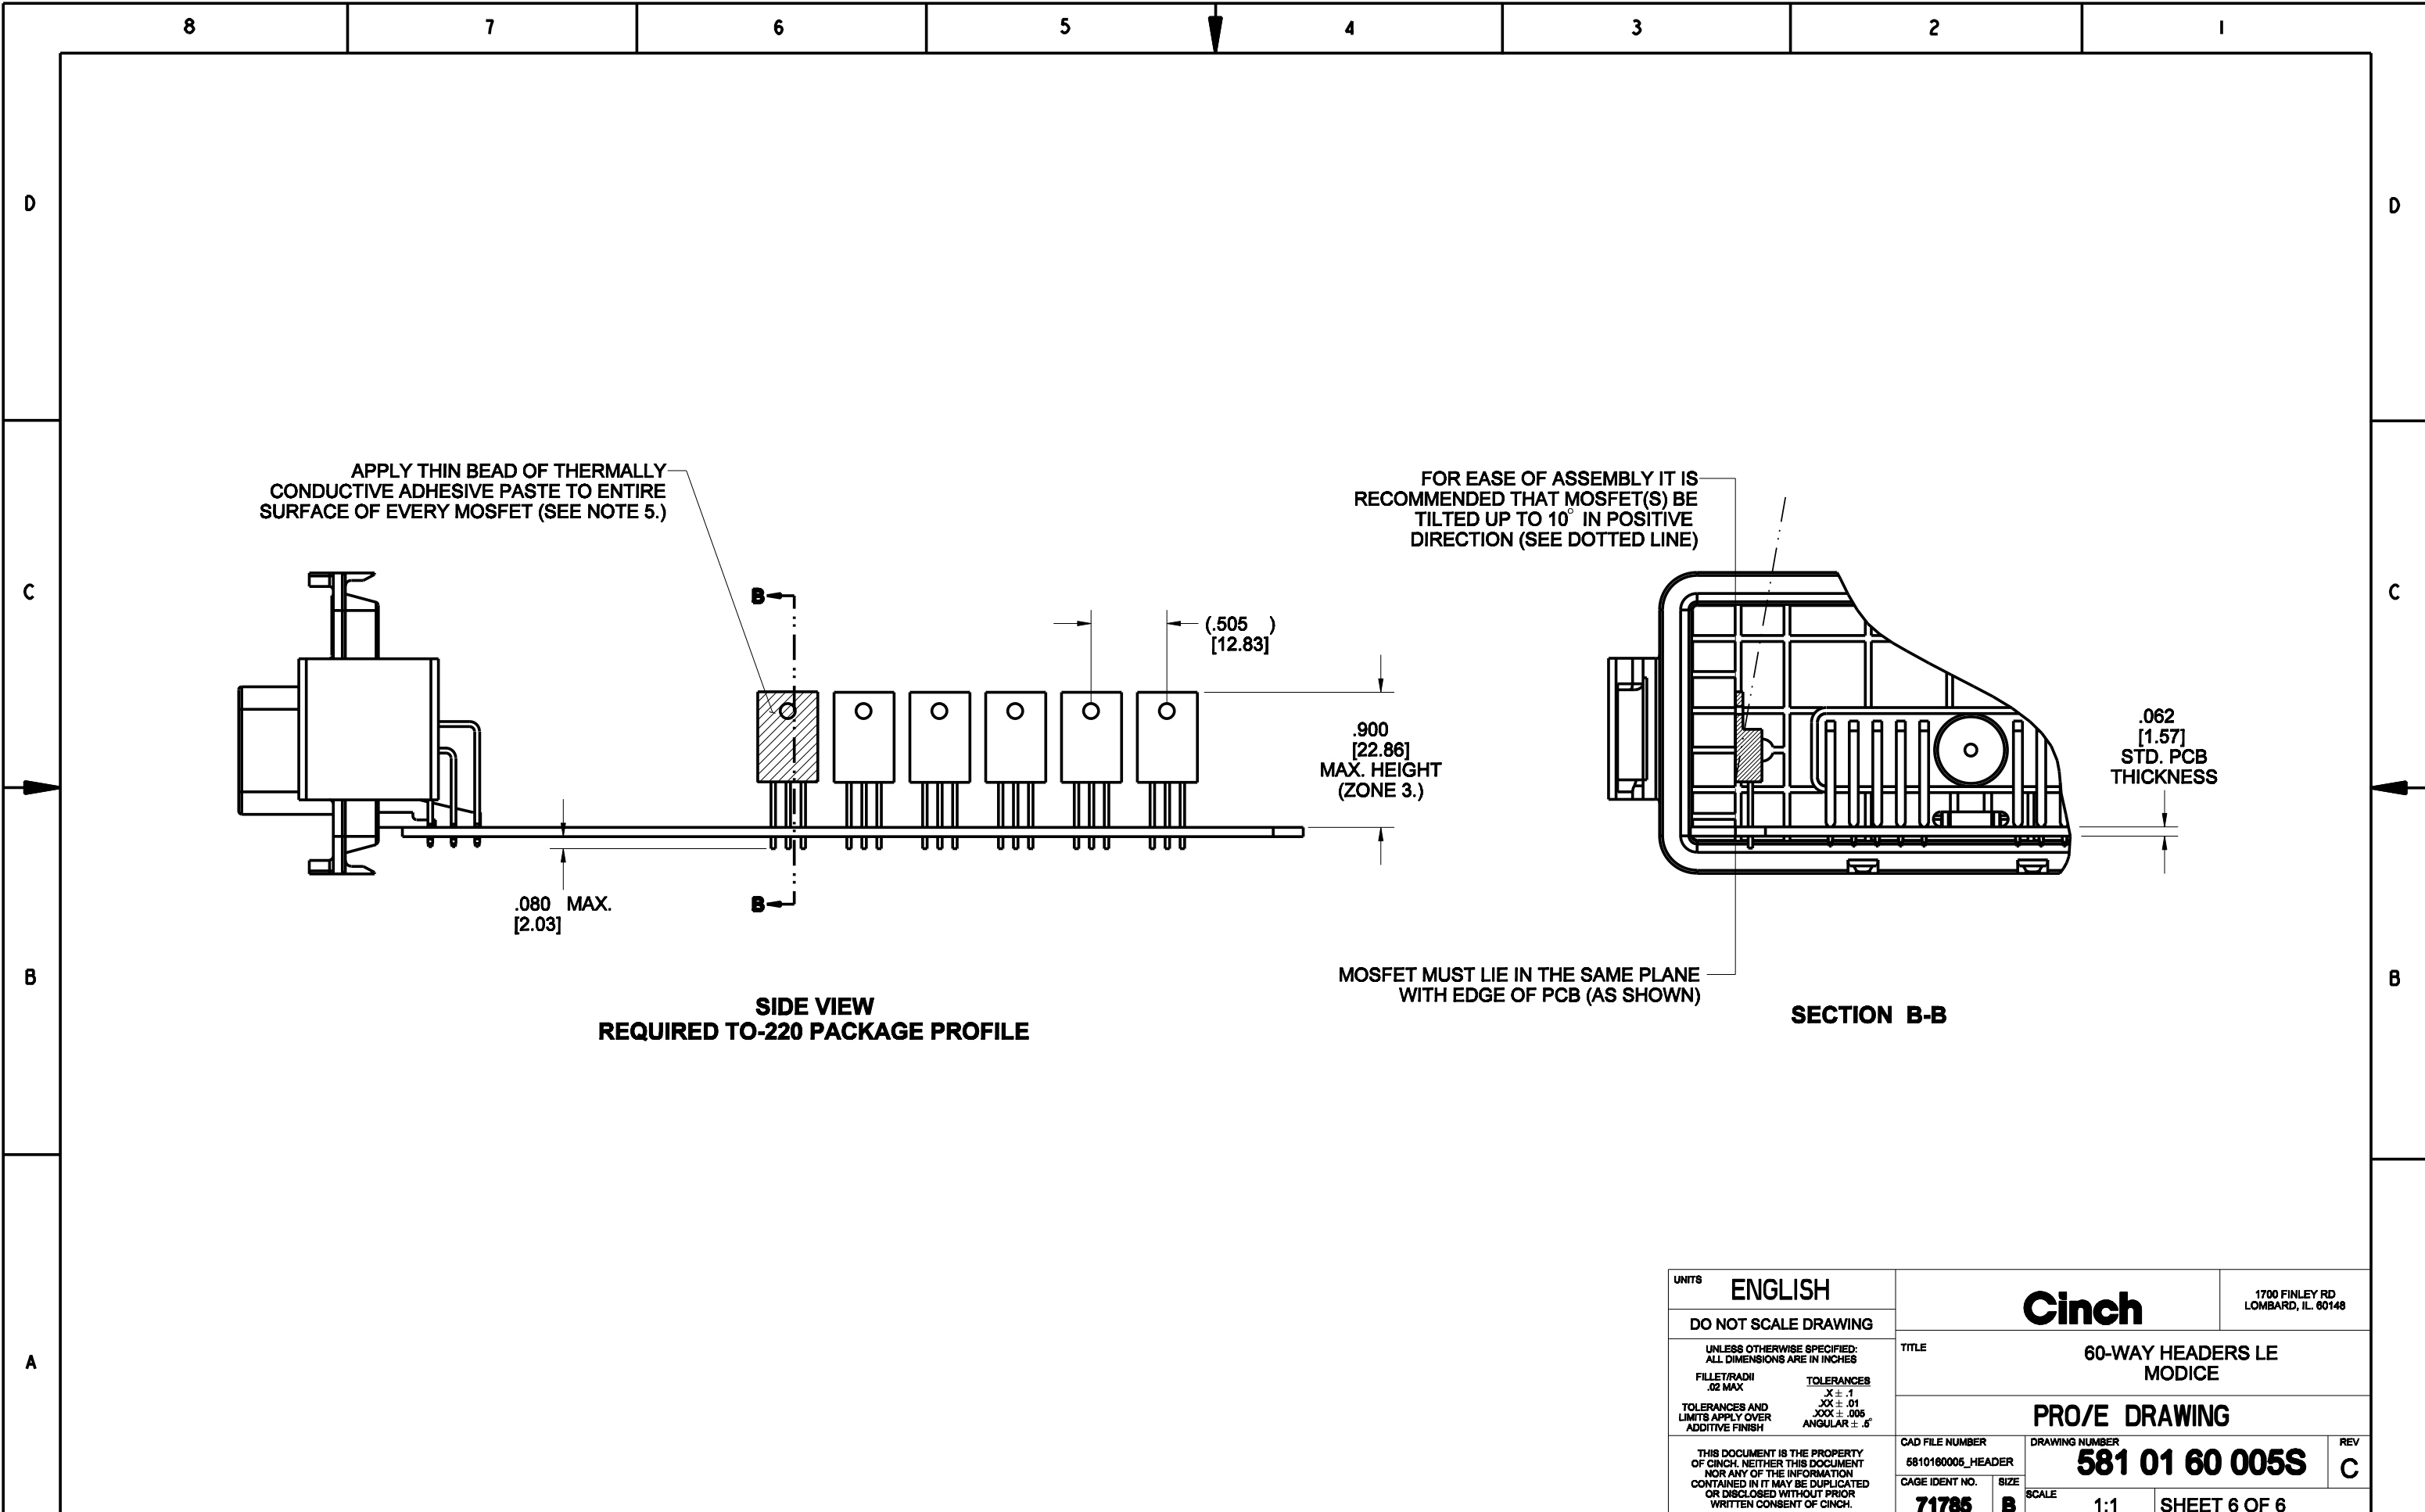 8 7 6 5 4 3 2 1
D D
APPLY THIN BEAD OF THERMALLY
CONDUCTIVE ADHESIVE PASTE TO ENTIRE
SURFACE OF EVERY MOSFET (SEE NOTE 5.)
FOR EASE OF ASSEMBLY IT IS
RECOMMENDED THAT MOSFET(S) BE
TILTED UP TO 10° IN POSITIVE
DIRECTION (SEE DOTTED LINE)
C C
B
(.505 )
[12.83]
.900
[22.86]
MAX. HEIGHT
(ZONE 3.)
.062
[1.57]
STD. PCB
THICKNESS
.080 MAX.
[2.03]
B
B B
MOSFET MUST LIE IN THE SAME PLANE
WITH EDGE OF PCB (AS SHOWN)
SIDE VIEW
REQUIRED TO-220 PACKAGE PROFILE
SECTION B-B
A
UNITS
ENGLISH
DO NOT SCALE DRAWING
UNLESS OTHERWISE SPECIFIED:
ALL DIMENSIONS ARE IN INCHES
FILLET/RADII
.02 MAX
TOLERANCES AND
LIMITS APPLY OVER
ADDITIVE FINISH
TOLERANCES
.X ± .1
.XX ± .01
.XXX ± .005
ANGULAR ± .5°
THIS DOCUMENT IS THE PROPERTY
OF CINCH. NEITHER THIS DOCUMENT
NOR ANY OF THE INFORMATION
CONTAINED IN IT MAY BE DUPLICATED
OR DISCLOSED WITHOUT PRIOR
WRITTEN CONSENT OF CINCH.
Cinch
1700 FINLEY RD
LOMBARD, IL. 60148
TITLE
60-WAY HEADERS LE
MODICE
PRO/E DRAWING
CAD FILE NUMBER
5810160005_HEADER
DRAWING NUMBER
581 01 60 005S
REV
C
CAGE IDENT NO.
71785
SIZE
B
SCALE
1:1
SHEET 6 OF 6